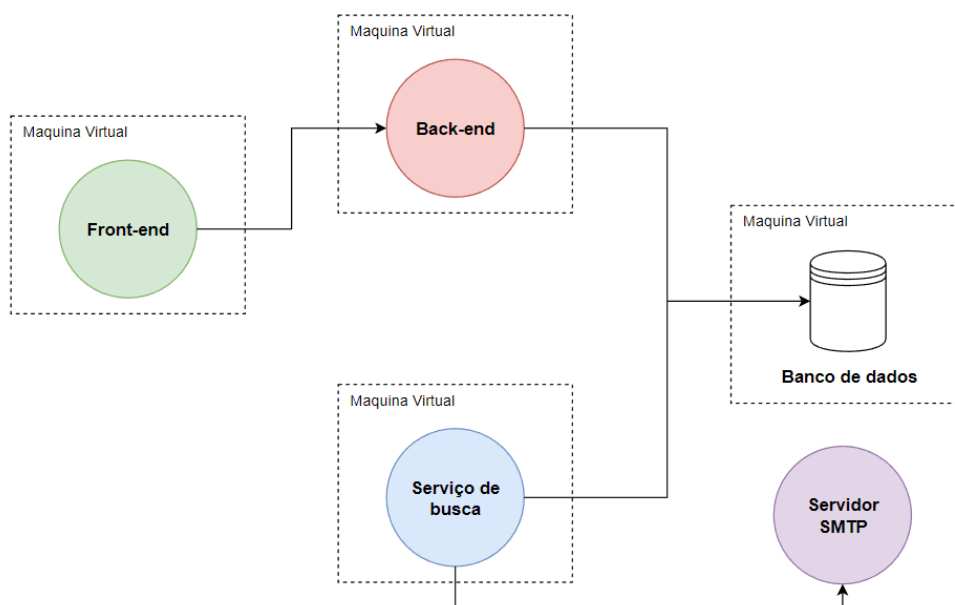 Maquina Virtual
Back-end
Maquina Virtual
Front-end
Maquina Virtual
Banco de dados
Maquina Virtual
Serviço de
busca
Servidor
SMTP